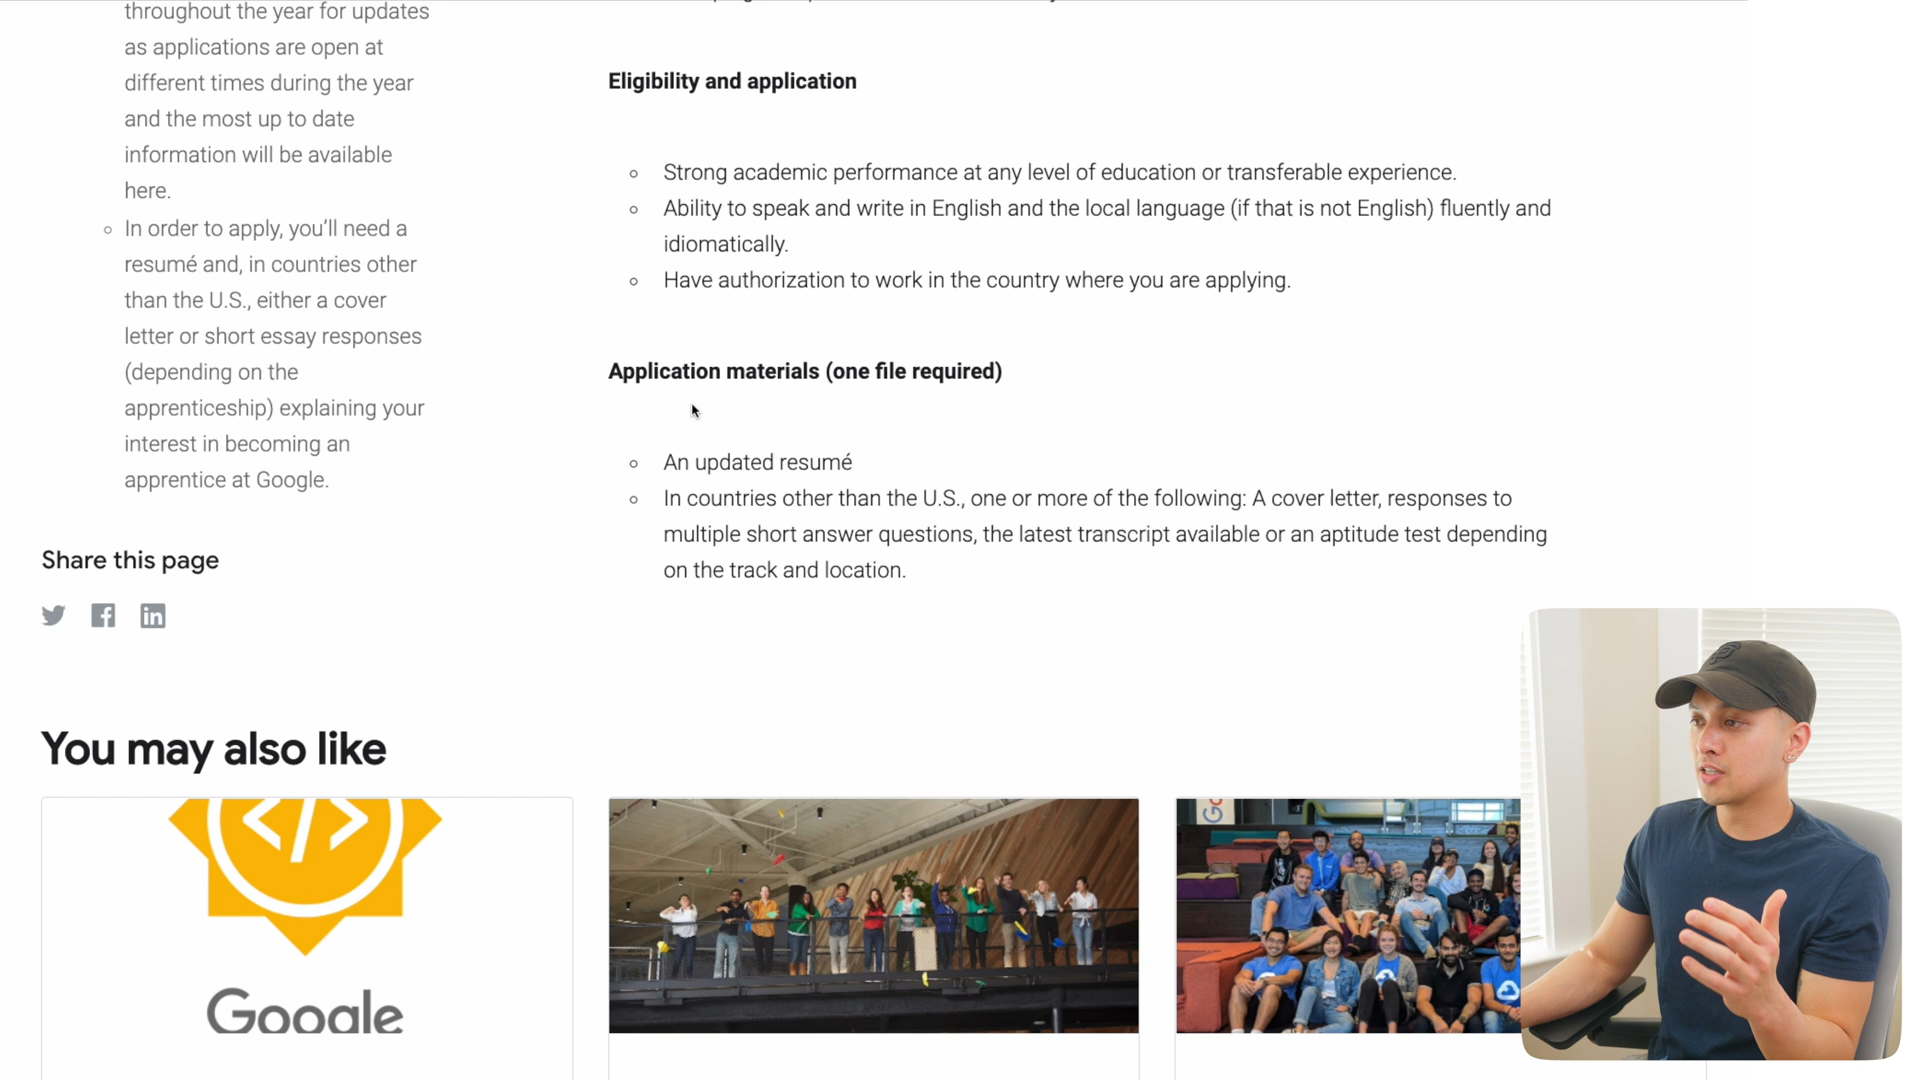 throughout the year for updates
as applications are open at
different times during the year
and the most up to date
information will be available
here.
In order to apply, you’ll need a
resumé and, in countries other
than the U.S., either a cover
letter or short essay responses
(depending on the
apprenticeship) explaining your
interest in becoming an
apprentice at Google.
Share this page
Eligibility and application
Strong academic performance at any level of education or transferable experience.
Ability to speak and write in English and the local language (if that is not English) fluently and
idiomatically.
Have authorization to work in the country where you are applying.
Application materials (one file required)
An updated resumé
In countries other than the U.S., one or more of the following: A cover letter, responses to
multiple short answer questions, the latest transcript available or an aptitude test depending
on the track and location.
You may also like
</> 
Google
Go